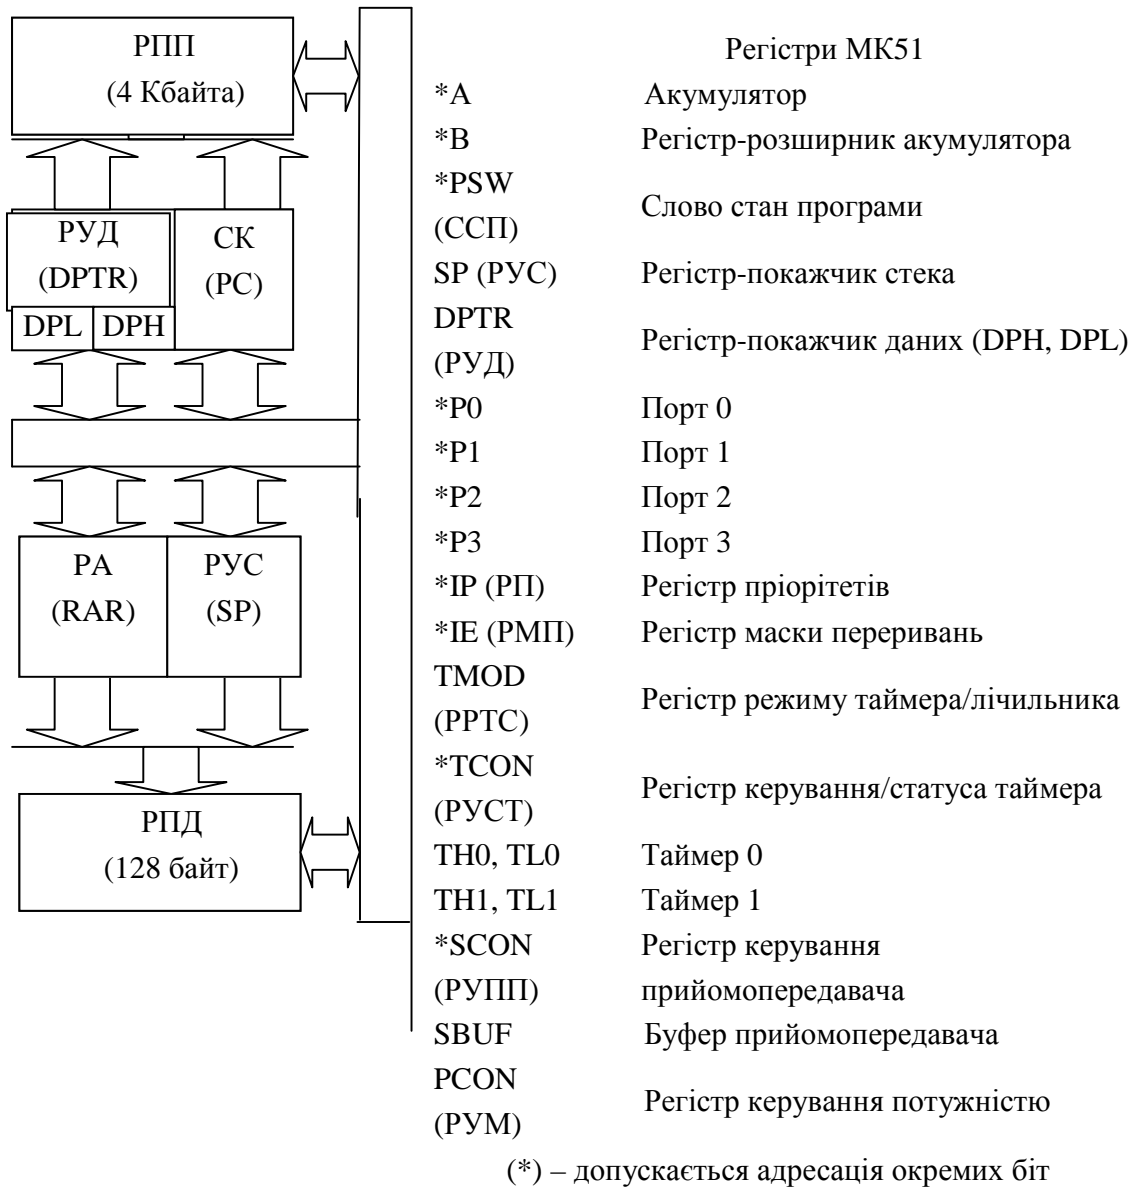 РПП
(4 Кбайта)
РУД
(DPTR)
DPL
DPH
СК
(PC)
РА
(RAR)
РУС
(SP)
РПД
(128 байт)
Регістри МК51
*A Акумулятор
*B Регістр-розширник акумулятора
*PSW
(ССП)
Слово стан програми
SP (РУС) Регістр-покажчик стека
DPTR
(РУД)
Регістр-покажчик даних (DPH, DPL)
*P0 Порт 0
*P1 Порт 1
*P2 Порт 2
*P3 Порт 3
*IP (РП) Регістр пріорітетів
*IE (РМП) Регістр маски переривань
TMOD
(РРТС)
Регістр режиму таймера/лічильника
*TCON
(РУСТ)
Регістр керування/статуса таймера
TH0, TL0 Таймер 0
TH1, TL1 Таймер 1
*SCON Регістр керування
(РУПП) прийомопередавача
SBUF Буфер прийомопередавача
PCON
(РУМ)
Регістр керування потужністю
(*) – допускається адресація окремих біт